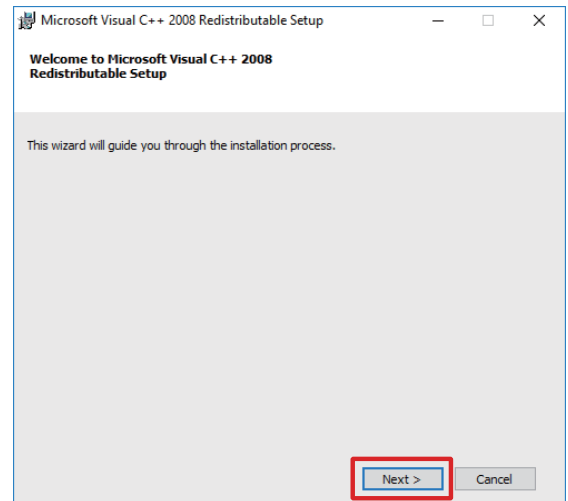 Microsoft Visual C++ 2008 Redistributable Setup
Welcome to Microsoft Visual C++ 2008
Redistributable Setup
This wizard will guide you through the installation process.
Next >
Cancel